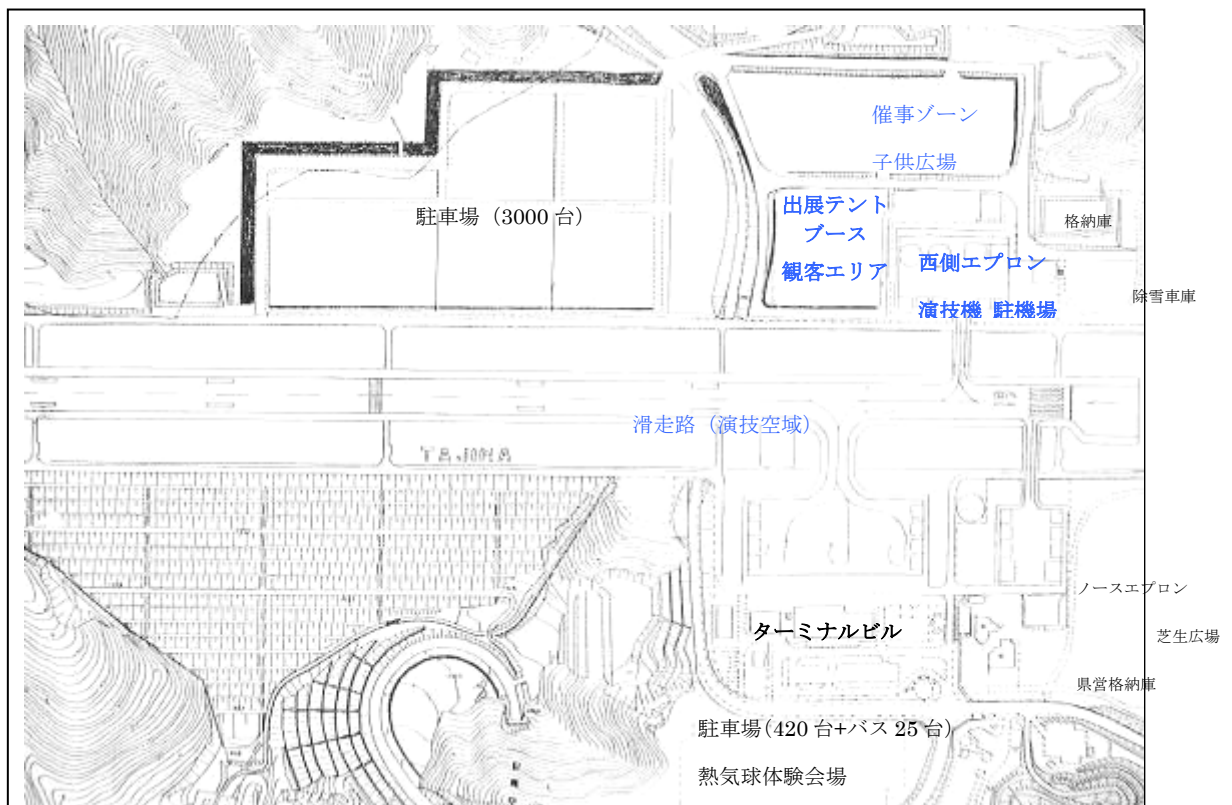 催事ゾーン
子供広場
出展テント
ブース
観客エリア
駐車場（3000 台）
西側エプロン
演技機 駐機場
格納庫
除雪車庫
滑走路（演技空域）
TAJIMA
ノースエプロン
ターミナルビル
芝生広場
県営格納庫
駐車場（420 台+バス 25 台）
熱気球体験会場